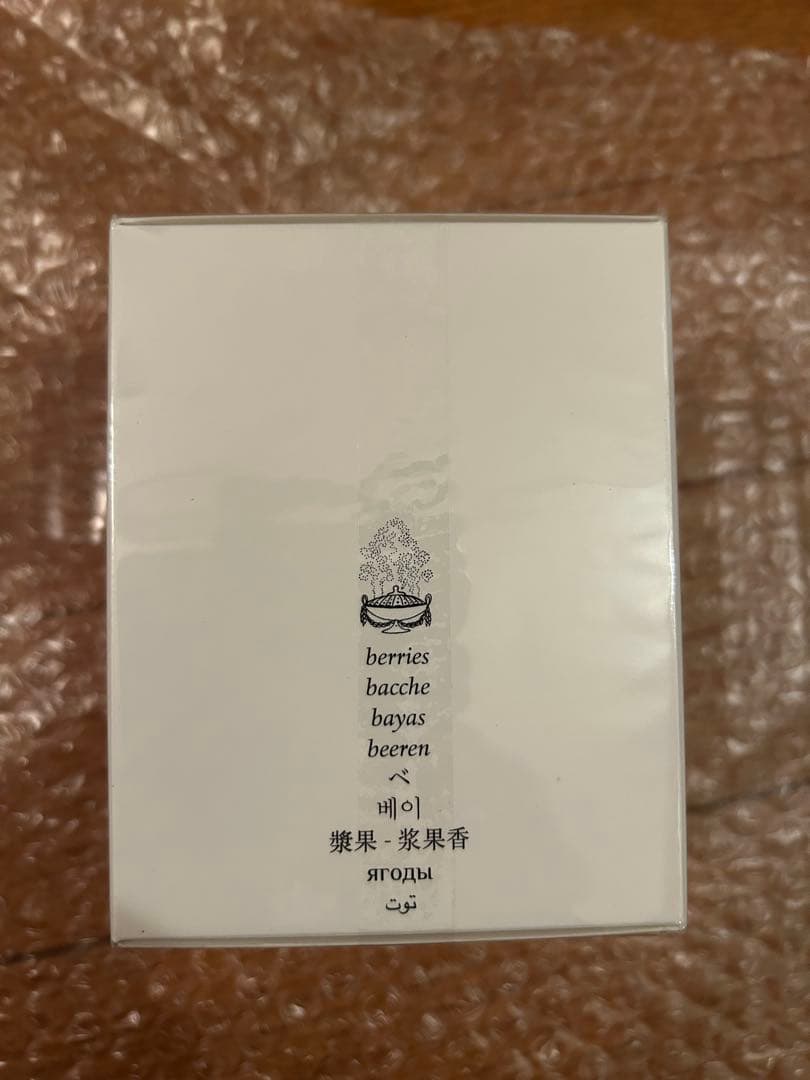 berries
bacche
bayas
beeren
ベ
베이
漿果 - 浆果香
ягоды
توت